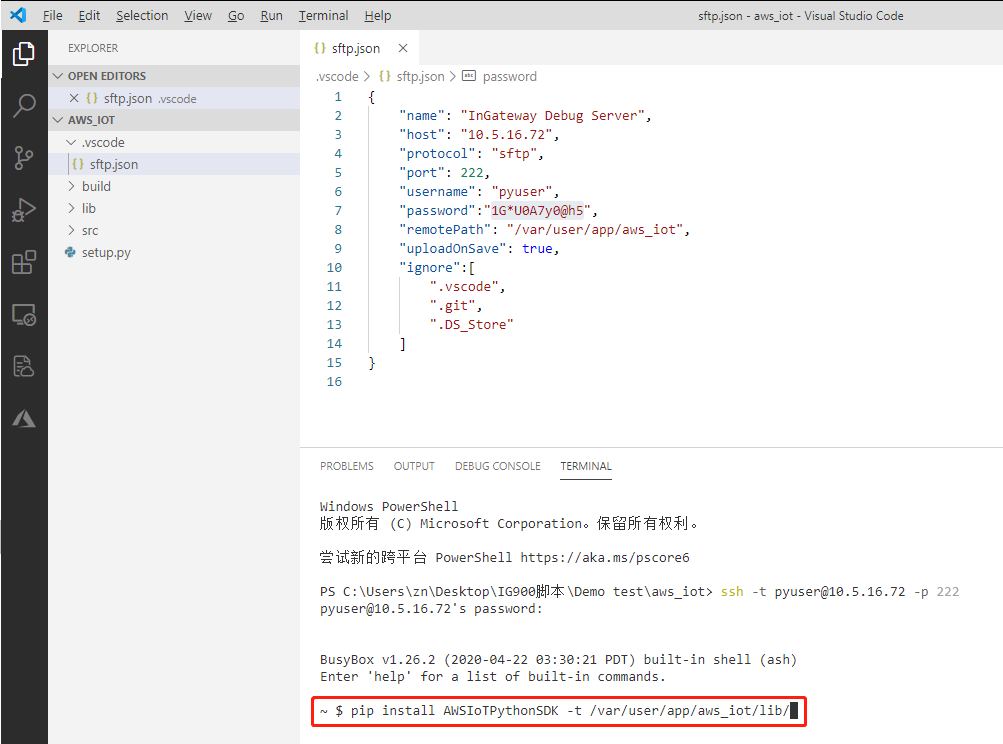 File Edit Selection View Go Run Terminal Help sftp.json - aws_iot - Visual Studio Code
EXPLORER
OPEN EDITORS
{} sftp.json .vscode
AWS_IOT
.vscode
{} sftp.json
build
lib
src
setup.py
{} sftp.json
.vscode > {} sftp.json > abc password
1 {
2 "name": "InGateway Debug Server",
3 "host": "10.5.16.72",
4 "protocol": "sftp",
5 "port": 222,
6 "username": "pyuser",
7 "password":"1G*U0A7y0@h5",
8 "remotePath": "/var/user/app/aws_iot",
9 "uploadOnSave": true,
10 "ignore":[
11 ".vscode",
12 ".git",
13 ".DS_Store"
14 ]
15 }
16
PROBLEMS OUTPUT DEBUG CONSOLE TERMINAL
Windows PowerShell
版权所有 (C) Microsoft Corporation。保留所有权利。
尝试新的跨平台 PowerShell https://aka.ms/pscore6
PS C:\Users\zn\Desktop\IG900脚本\Demo test\aws_iot> ssh -t pyuser@10.5.16.72 -p 222
pyuser@10.5.16.72's password:
BusyBox v1.26.2 (2020-04-22 03:30:21 PDT) built-in shell (ash)
Enter 'help' for a list of built-in commands.
~ $ pip install AWSIoTPythonSDK -t /var/user/app/aws_iot/lib/